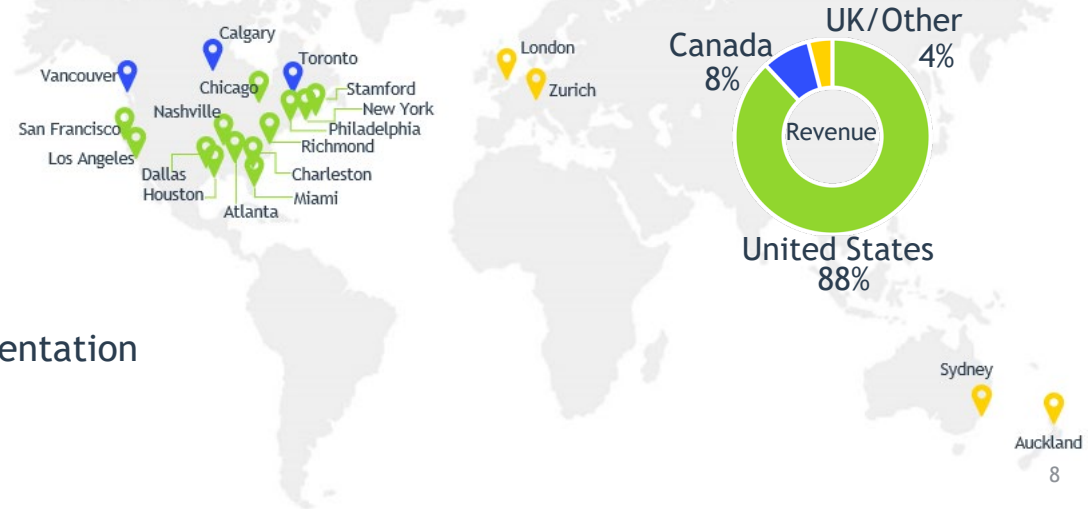 UK/Other
4%
Canada
8%
Revenue
United States
88%
Calgary
Vancouver
Toronto
Chicago
Stamford
New York
Nashville
Philadelphia
San Francisco
Richmond
Los Angeles
Dallas
Charleston
Houston
Miami
Atlanta
London
Zurich
entation
Sydney
Auckland
8